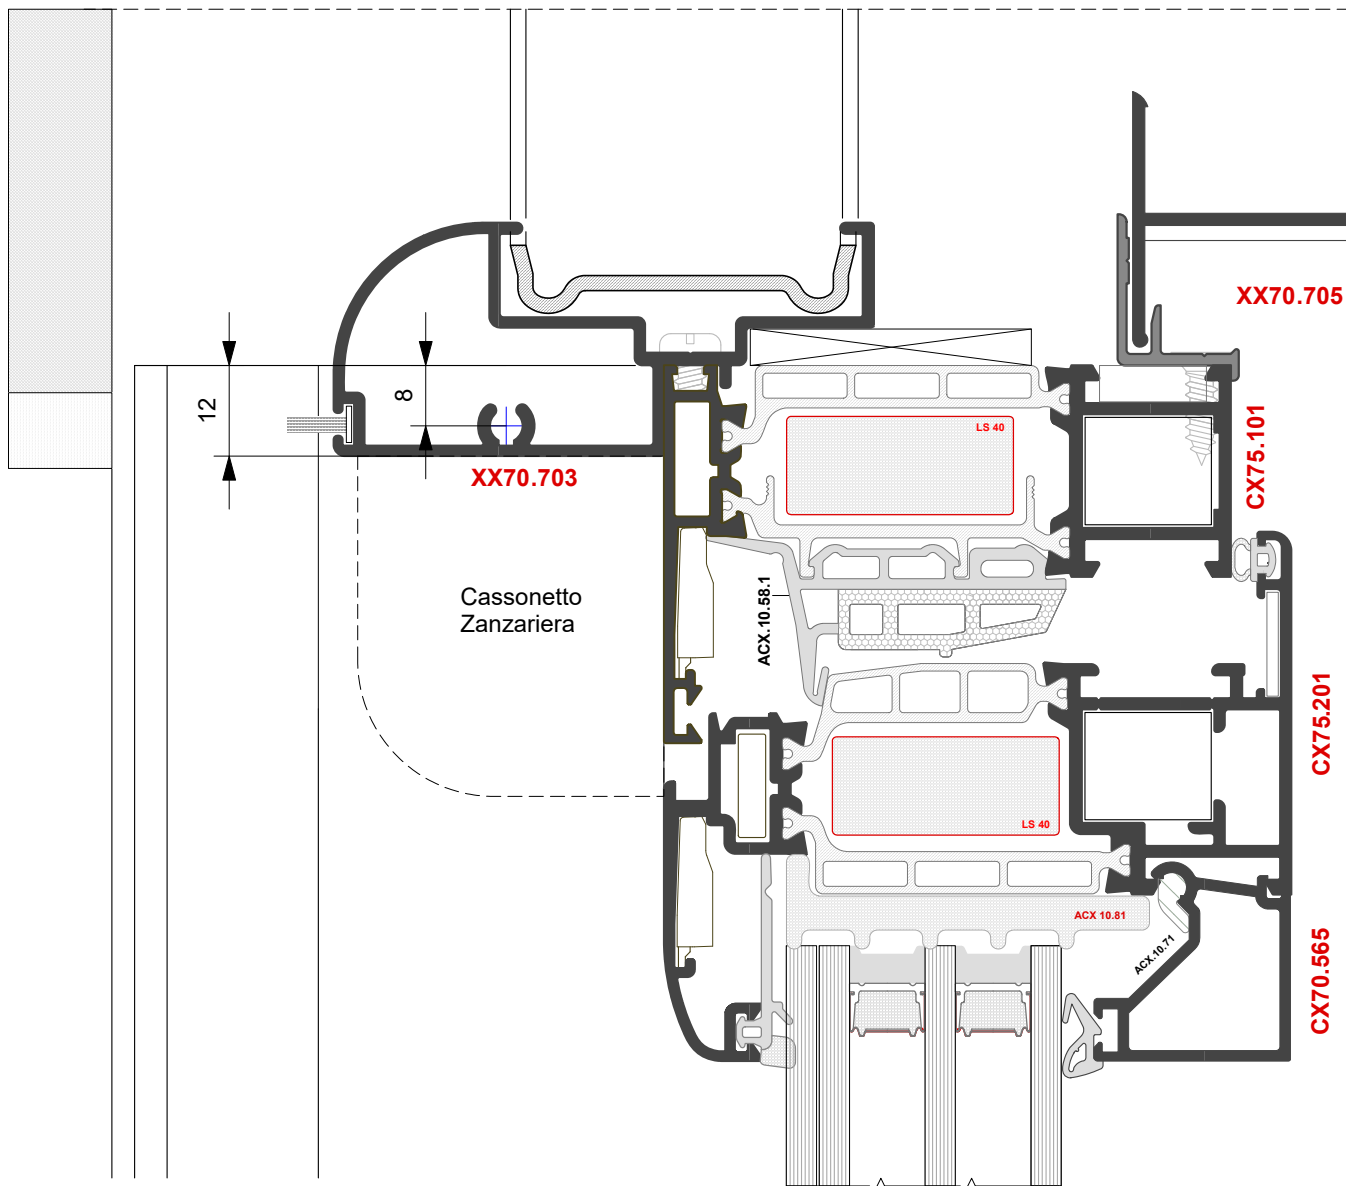 XX70.705
12
8
LS 40
CX75.101
XX70.703
ACX.10.58.1
Cassonetto
Zanzariera
CX75.201
LS 40
ACX 10.81
ACX.10.71
CX70.565